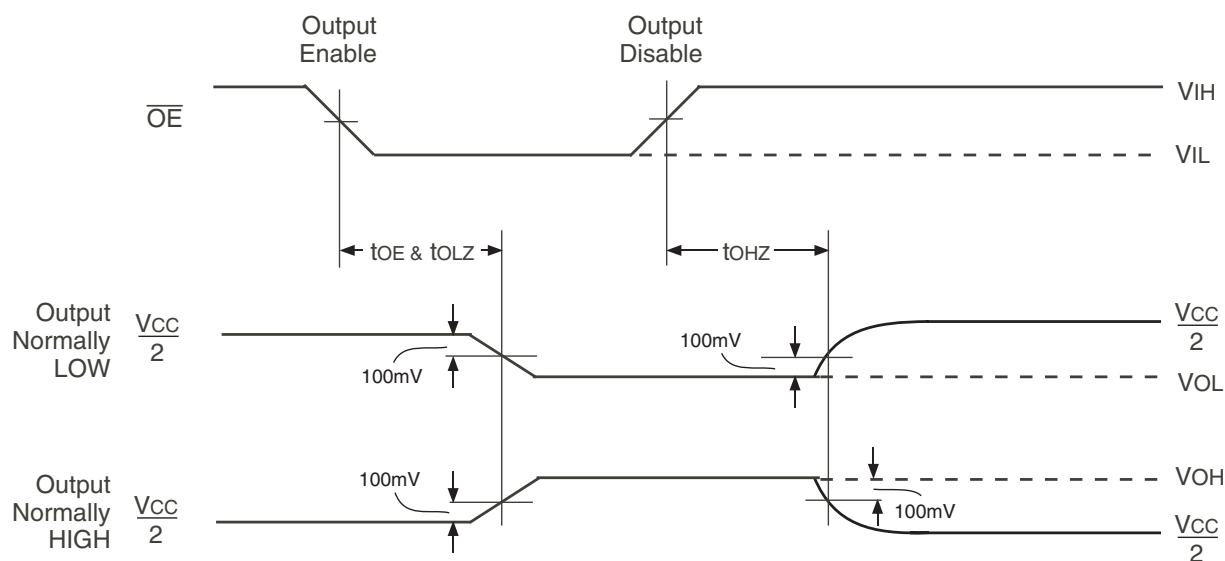 Output
Enable
Output
Disable
OE
VIH
VIL
tOE & tOLZ
tOHZ
Output
Normally
LOW
VCC
2
100mV
100mV
VCC
2
VOL
Output
Normally
HIGH
VCC
2
100mV
100mV
VOH
VCC
2